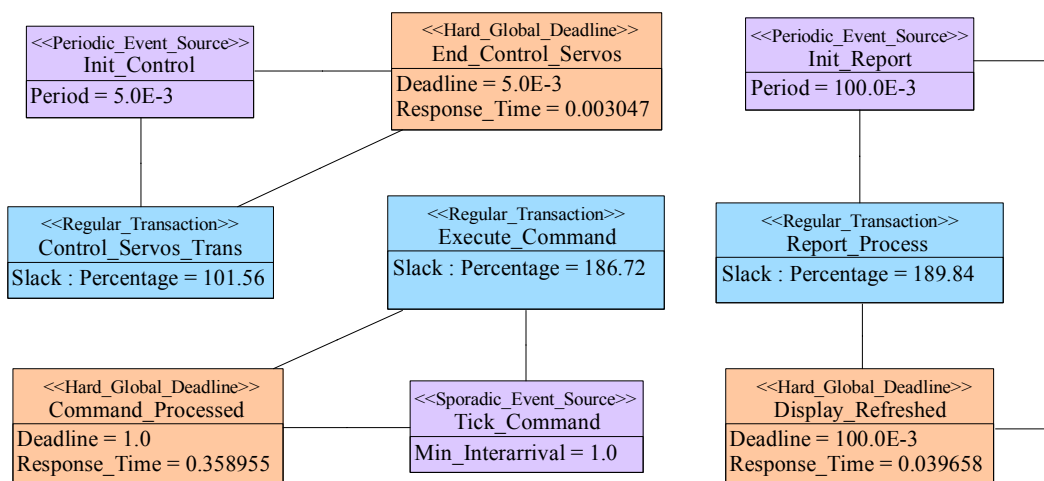 <<Periodic_Event_Source>>
Init_Control
Period = 5.0E-3
<<Hard_Global_Deadline>>
End_Control_Servos
Deadline = 5.0E-3
Response_Time = 0.003047
<<Periodic_Event_Source>>
Init_Report
Period = 100.0E-3
<<Regular_Transaction>>
Control_Servos_Trans
Slack : Percentage = 101.56
<<Regular_Transaction>>
Execute_Command
Slack : Percentage = 186.72
<<Regular_Transaction>>
Report_Process
Slack : Percentage = 189.84
<<Hard_Global_Deadline>>
Command_Processed
Deadline = 1.0
Response_Time = 0.358955
<<Sporadic_Event_Source>>
Tick_Command
Min_Interarrival = 1.0
<<Hard_Global_Deadline>>
Display_Refreshed
Deadline = 100.0E-3
Response_Time = 0.039658